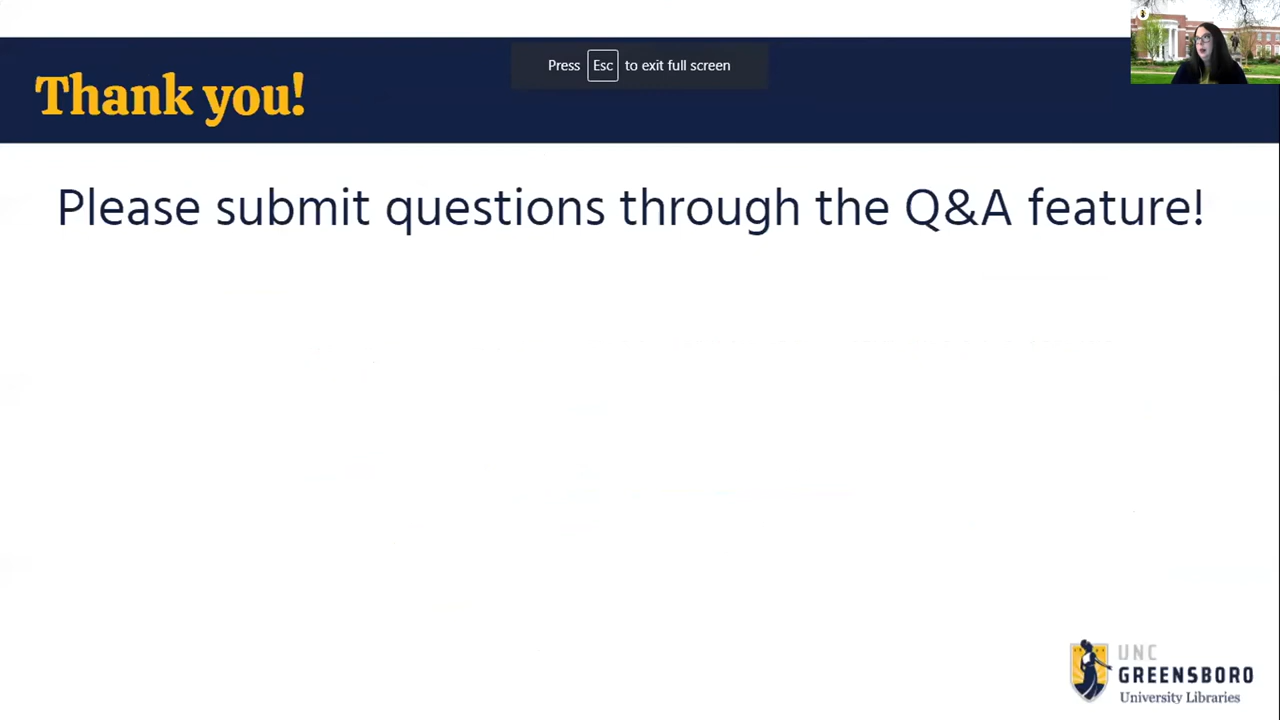 Press Esc to exit full screen
Thank you!
Please submit questions through the Q&A feature!
UNC
GREENSBORO
University Libraries